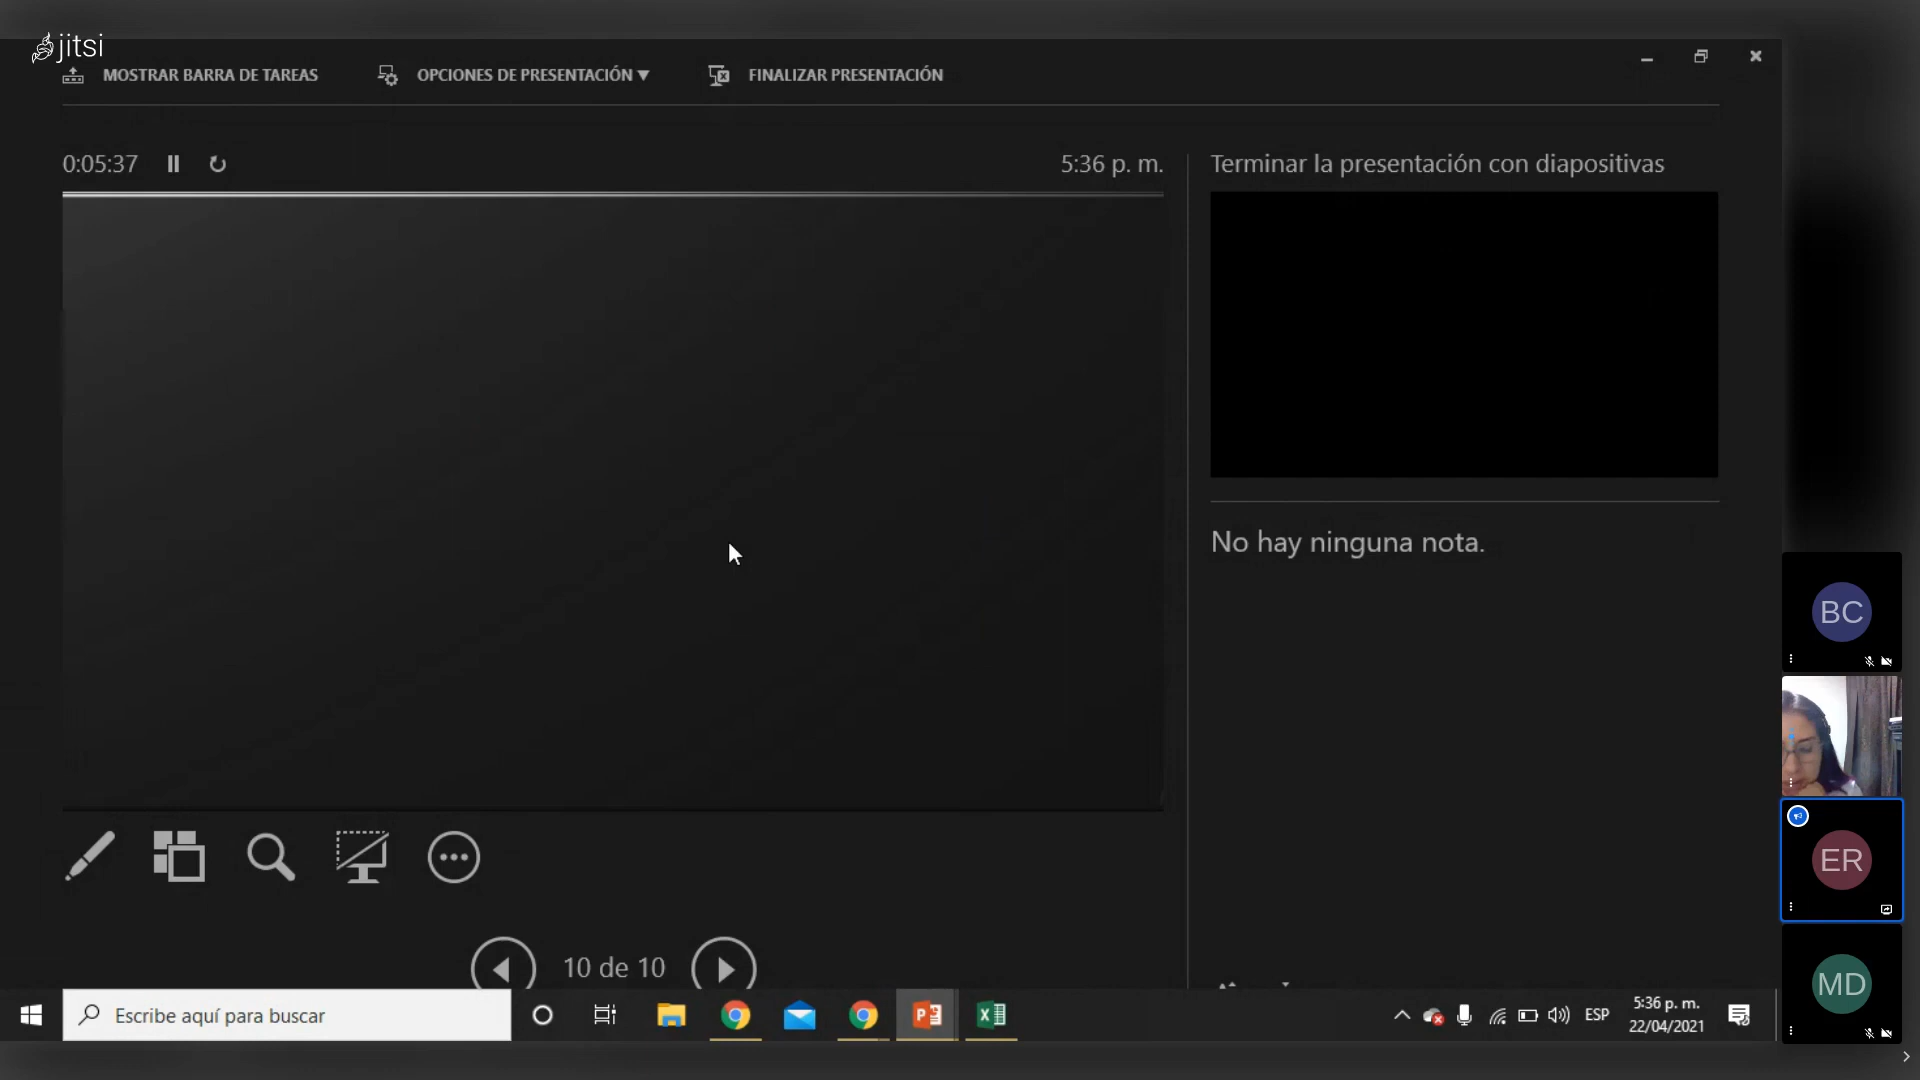 jitsi
MOSTRAR BARRA DE TAREAS
OPCIONES DE PRESENTACIÓN ▼
FINALIZAR PRESENTACIÓN
0:05:37
5:36 p. m.
Terminar la presentación con diapositivas
No hay ninguna nota.
BC
ER
MD
10 de 10
Escribe aquí para buscar
ESP
5:36 p. m.
22/04/2021